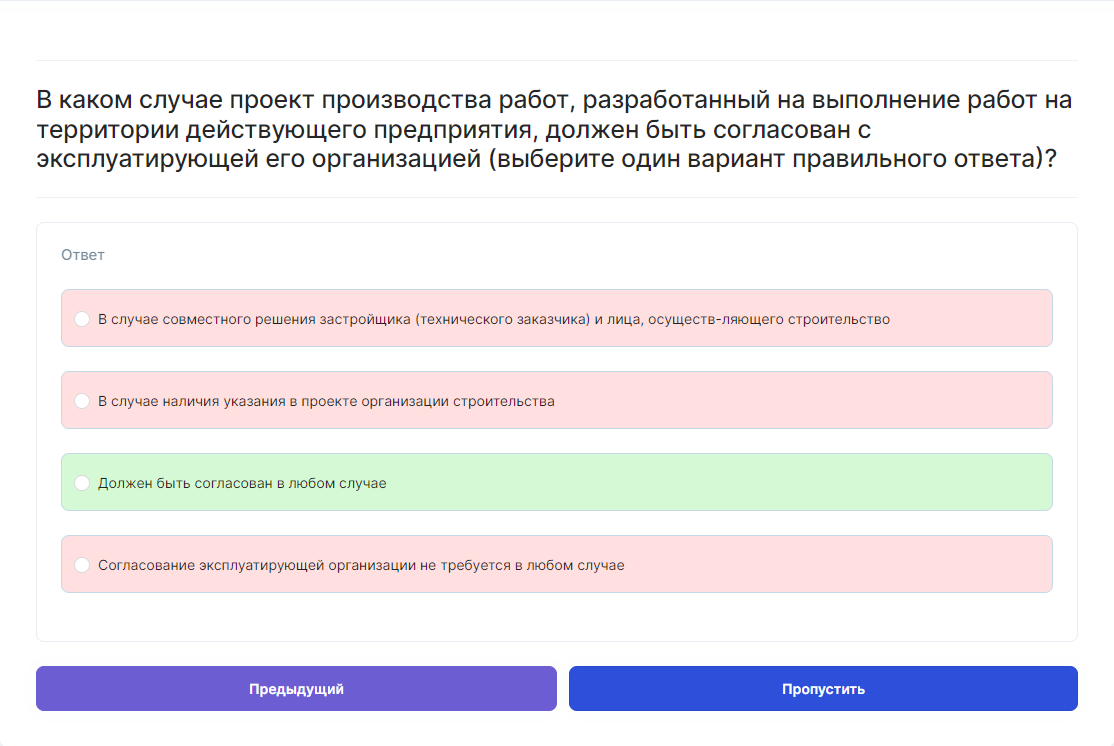 В каком случае проект производства работ, разработанный на выполнение работ на
территории действующего предприятия, должен быть согласован с
эксплуатирующей его организацией (выберите один вариант правильного ответа)?
Ответ
В случае совместного решения застройщика (технического заказчика) и лица, осуществ-ляющего строительство
В случае наличия указания в проекте организации строительства
Должен быть согласован в любом случае
Согласование эксплуатирующей организации не требуется в любом случае
Предыдущий
Пропустить